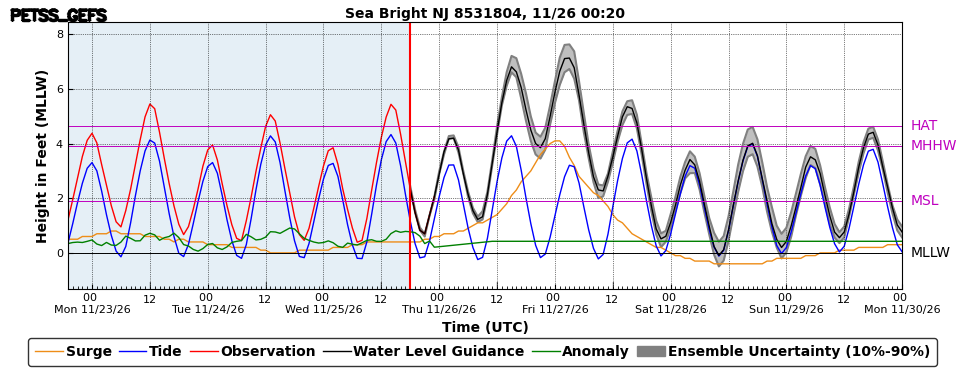 PETSS_GEFS
Sea Bright NJ 8531804, 11/26 00:20
Height in Feet (MLLW)
8
6
4
2
0
HAT
MHHW
MSL
MLLW
00 12 00 12 00 12 00 12 00 12 00 12 00 12 00
Mon 11/23/26 Tue 11/24/26 Wed 11/25/26 Thu 11/26/26 Fri 11/27/26 Sat 11/28/26 Sun 11/29/26 Mon 11/30/26
Time (UTC)
Surge Tide Observation Water Level Guidance Anomaly Ensemble Uncertainty (10%-90%)